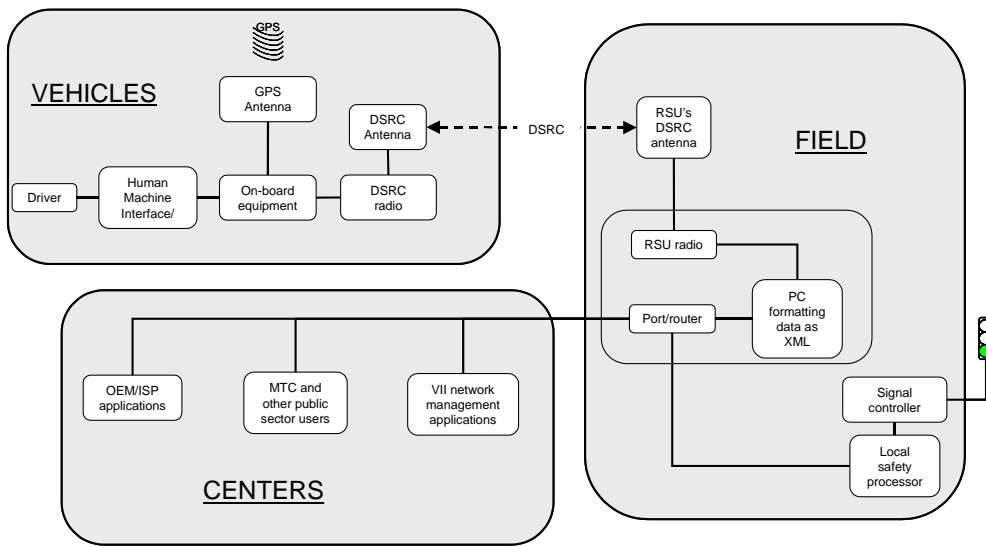 GPS
VEHICLES
GPS
Antenna
DSRC
Antenna
Driver
Human
Machine
Interface/
On-board
equipment
DSRC
radio
DSRC
RSU's
DSRC
antenna
FIELD
RSU radio
Port/router
PC
formatting
data as
XML
Signal
controller
Local
safety
processor
OEM/ISP
applications
MTC and
other public
sector users
VII network
management
applications
CENTERS